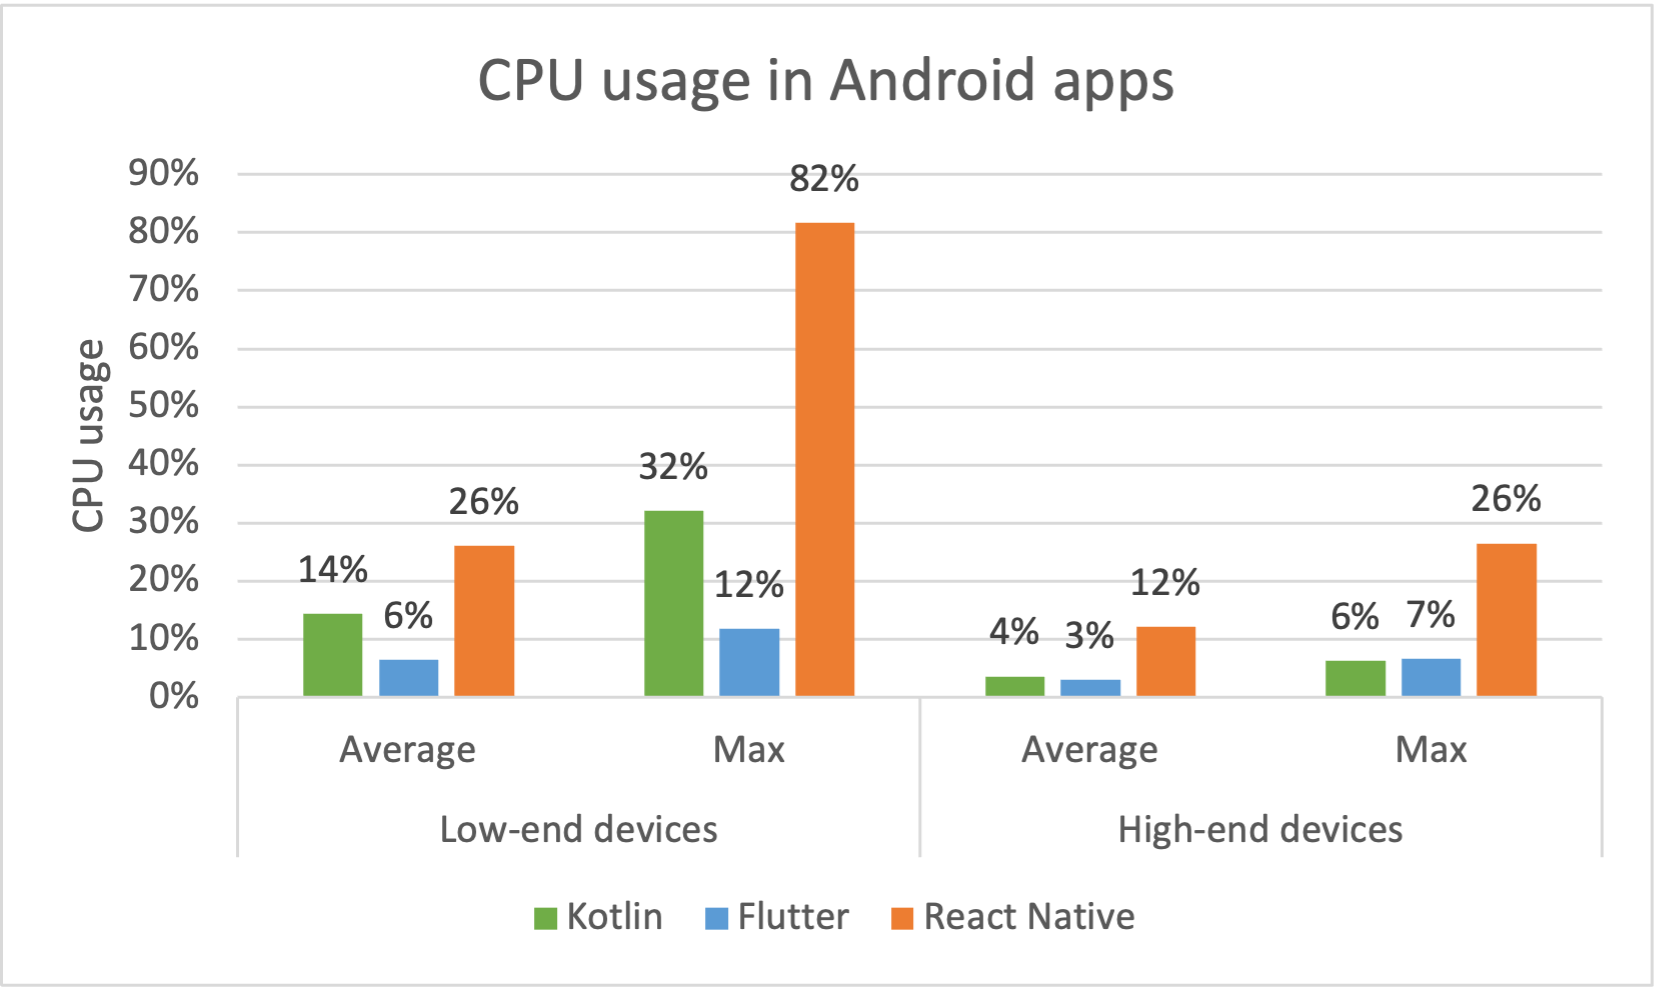 CPU usage in Android apps
CPU usage
90%
80%
70%
60%
50%
40%
30%
20%
10%
0%
14%
6%
26%
32%
12%
82%
4%
3%
12%
6%
7%
26%
Average
Max
Average
Max
Low-end devices
High-end devices
Kotlin
Flutter
React Native